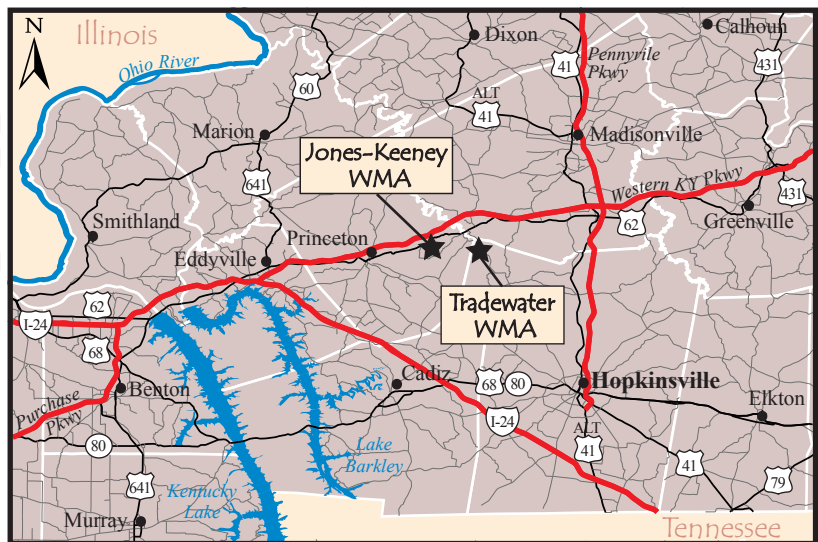 N
Illinois
Ohio River
60
Dixon
Pennyrile
Pkwy
41
Calhoun
431
ALT
41
Marion
Madisonville
Jones-Keeney
WMA
641
Western KY Pkwy
431
Smithland
Princeton
62
Greenville
Eddyville
Tradewater
WMA
62
I-24
68
Cadiz
68
80
Hopkinsville
Benton
Elkton
Purchase
Pkwy
I-24
ALT
41
80
Lake
Barkley
41
79
641
Kentucky
Lake
Murray
Tennessee